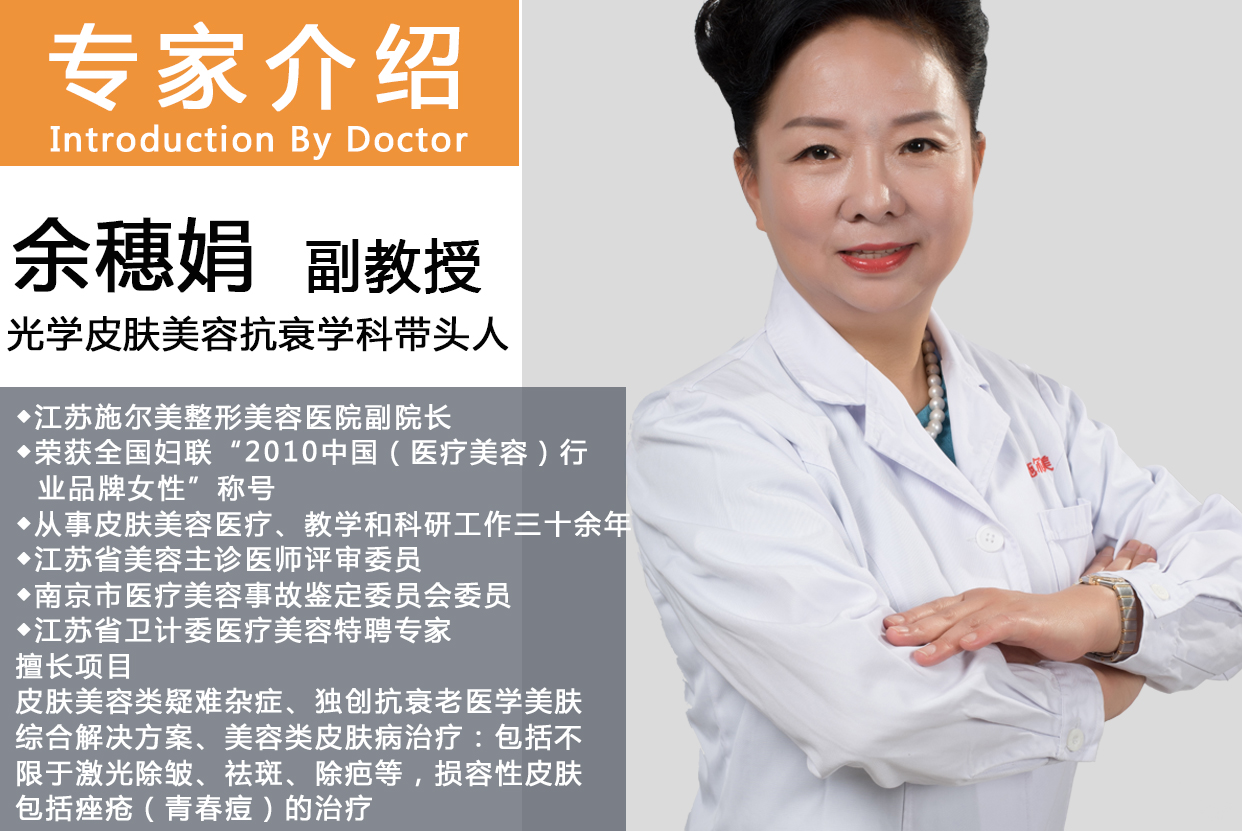 专家介绍
Introduction By Doctor
余穗娟 副教授
光学皮肤美容抗衰学科带头人
◆江苏施尔美整形美容医院副院长
◆荣获全国妇联“2010中国（医疗美容）行
业品牌女性”称号
◆从事皮肤美容医疗、教学和科研工作三十余年
◆江苏省美容主诊医师评审委员
◆南京市医疗美容事故鉴定委员会委员
◆江苏省卫计委医疗美容特聘专家
擅长项目
皮肤美容类疑难杂症、独创抗衰老医学美肤
综合解决方案、美容类皮肤病治疗：包括不
限于激光除皱、祛斑、除疤等，损容性皮肤
包括痤疮（青春痘）的治疗